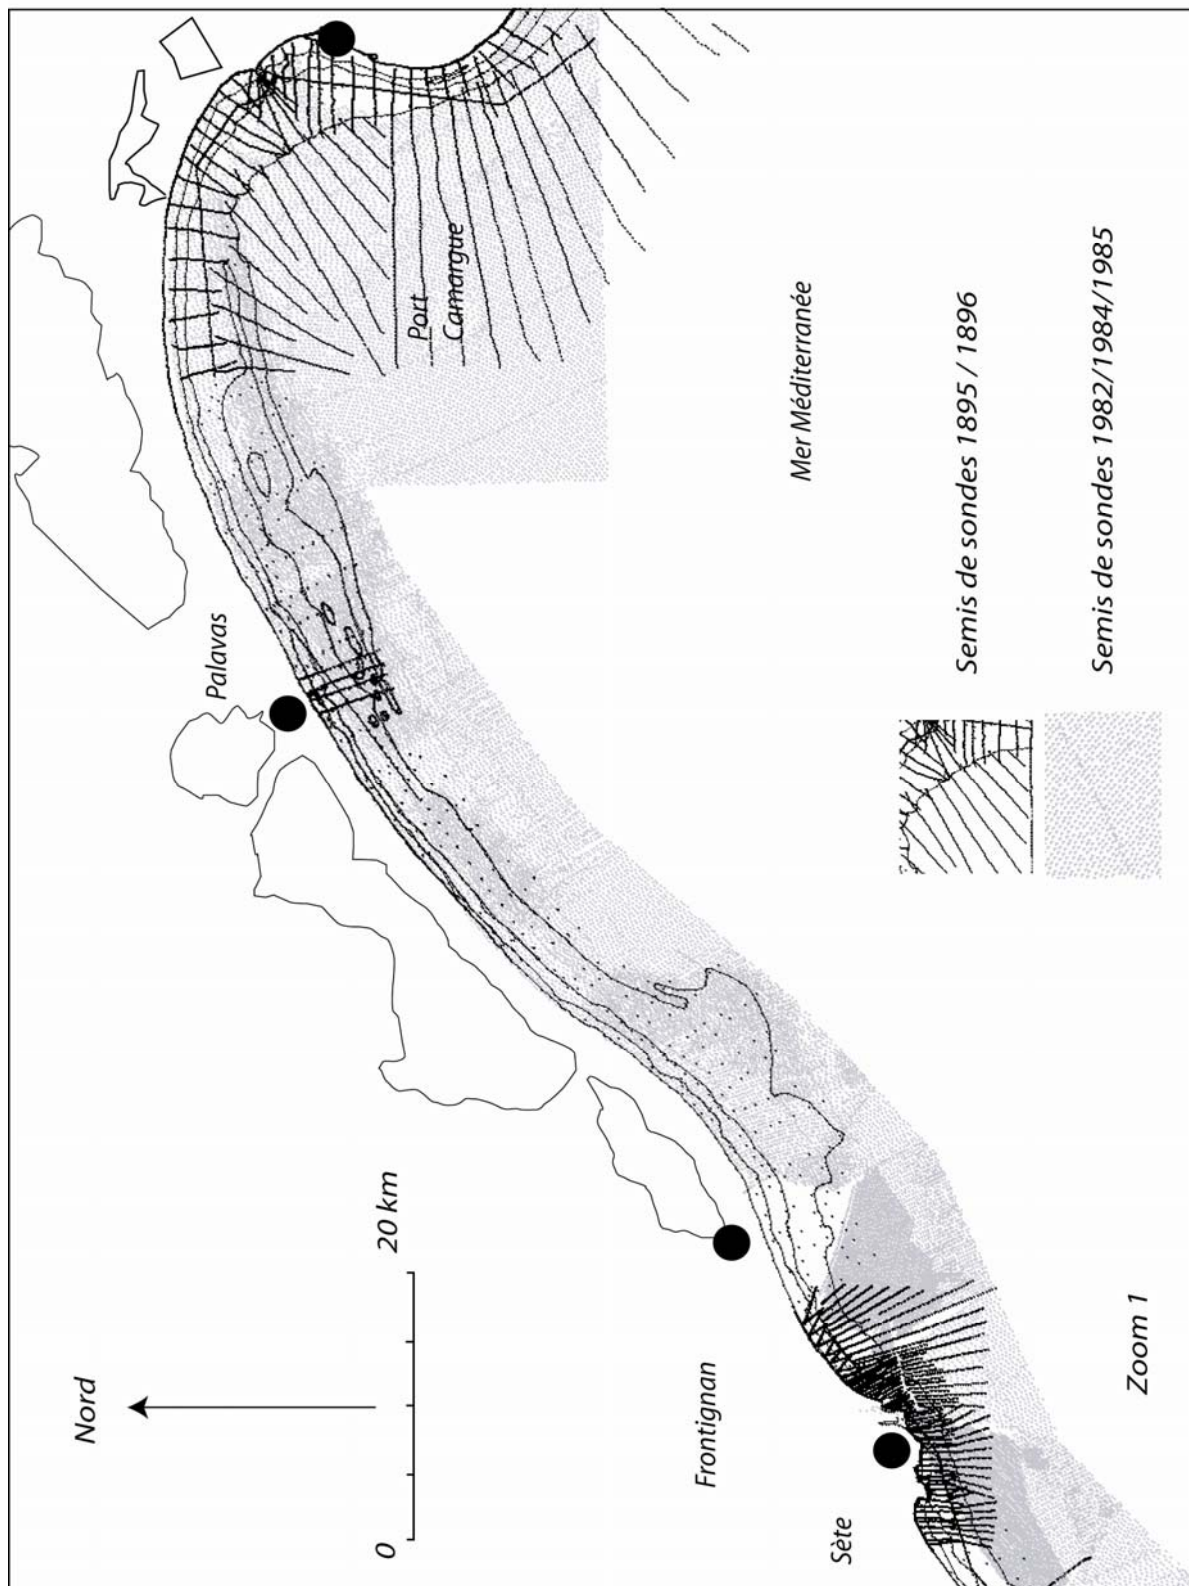 Nord
0
20 km
Palavas
Port
Camargue
Frontignan
Sète
Mer Méditerranée
Semis de sondes 1895 / 1896
Semis de sondes 1982/1984/1985
Zoom 1